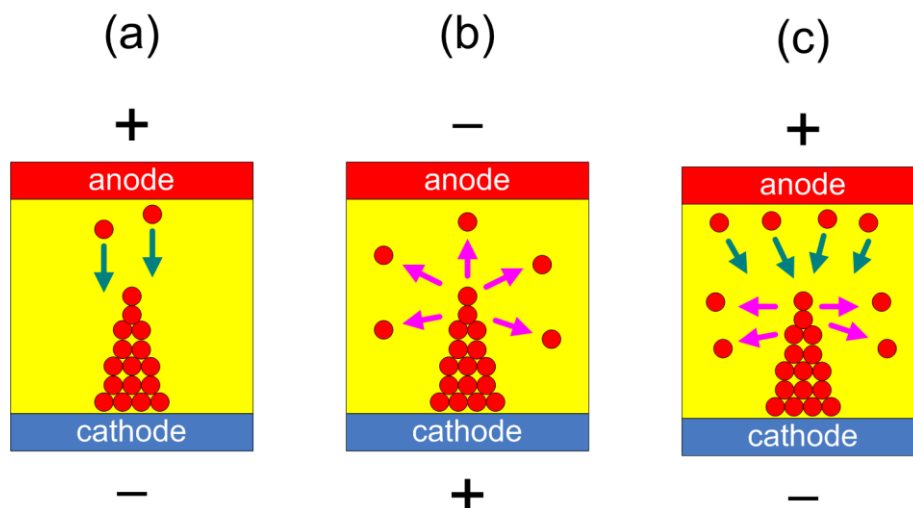 (a) (b) (c)
+ – +
anode anode anode
cathode cathode cathode
– + –